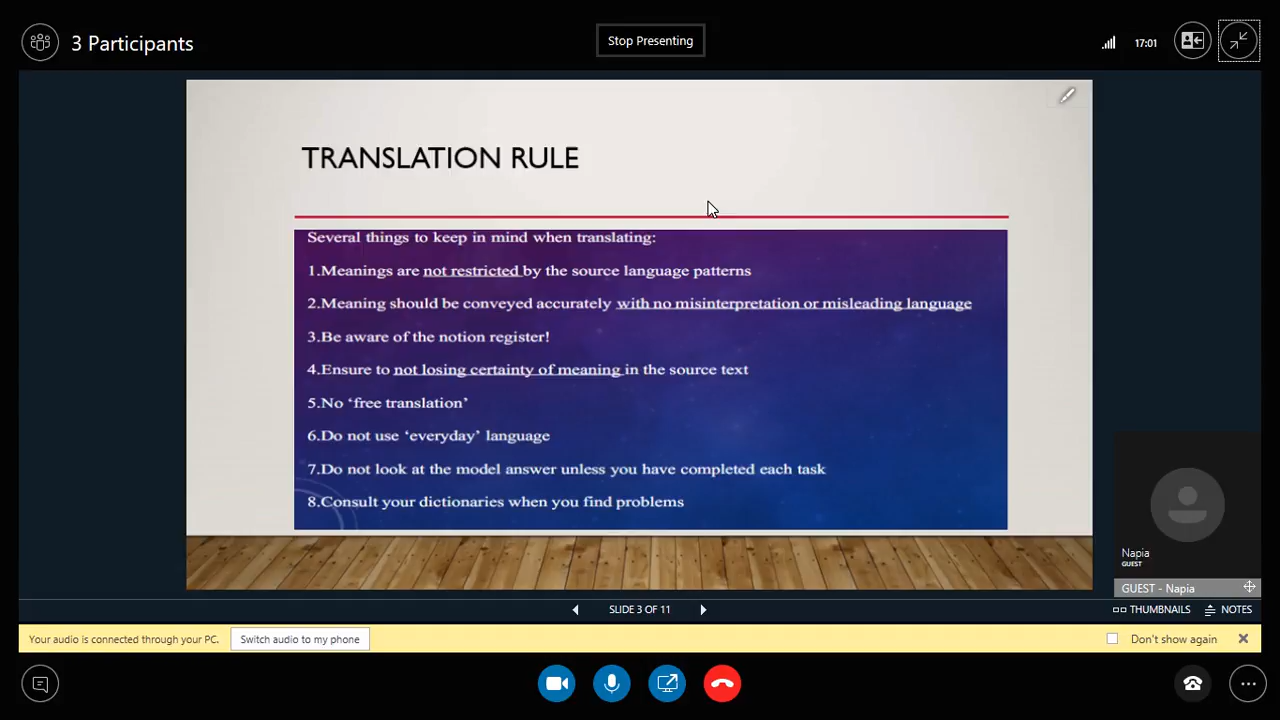 3 Participants
Stop Presenting
17:01
TRANSLATION RULE
Several things to keep in mind when translating:
1.Meanings are not restricted by the source language patterns
2.Meaning should be conveyed accurately with no misinterpretation or misleading language
3.Be aware of the notion register!
4.Ensure to not losing certainty of meaning in the source text
5.No ‘free translation’
6.Do not use ‘everyday’ language
7.Do not look at the model answer unless you have completed each task
8.Consult your dictionaries when you find problems
Napia
GUEST
GUEST - Napia
SLIDE 3 OF 11
THUMBNAILS
NOTES
Your audio is connected through your PC.
Switch audio to my phone
Don't show again